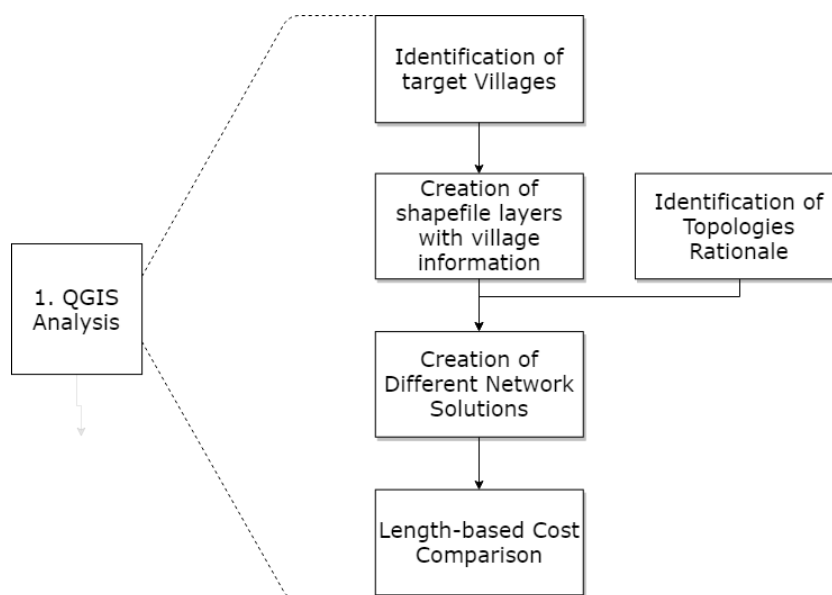 Identification of
target Villages
Creation of
shapefile layers
with village
information
Identification of
Topologies
Rationale
1. QGIS
Analysis
Creation of
Different Network
Solutions
Length-based Cost
Comparison